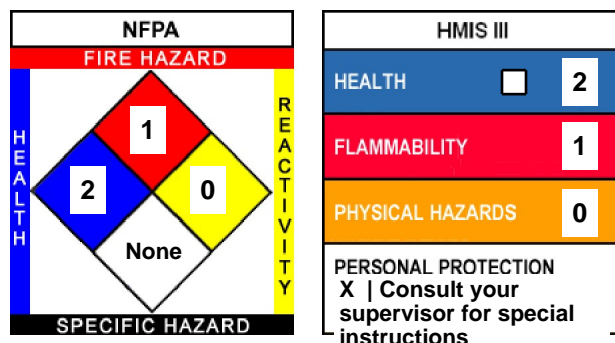 NFPA
FIRE HAZARD
HEALTH
1
2
0
None
REACTIVITY
SPECIFIC HAZARD
HMIS III
HEALTH 2
FLAMMABILITY 1
PHYSICAL HAZARDS 0
PERSONAL PROTECTION
X | Consult your
supervisor for special
instructions